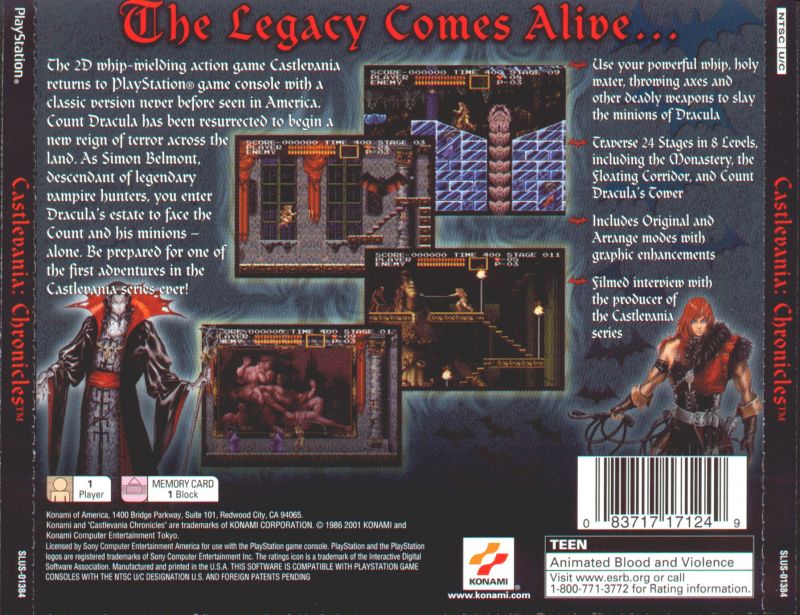 The Legacy Comes Alive...
PlayStation®
NTSC U/C
The 2D whip-wielding action game Castlevania
returns to PlayStation® game console with a
classic version never before seen in America.
Count Dracula has been resurrected to begin a
new reign of terror across the
land. As Simon Belmont,
descendant of legendary
vampire hunters, you enter
Dracula's estate to face the
Count and his minions –
alone. Be prepared for one of
the first adventures in the
Castlevania series ever!
SCORE-000000 TIME 400 STAGE 09
PLAYER
ENEMY
P-03
SCORE-000000 TIME 400 STAGE 03
PLAYER
ENEMY
P-03
SCORE-000000 TIME 400 STAGE 011
PLAYER
ENEMY
P-03
TIME 400 STAGE 01
P-03
Use your powerful whip, holy
water, throwing axes and
other deadly weapons to slay
the minions of Dracula
Traverse 24 Stages in 8 Levels,
including the Monastery, the
Floating Corridor, and Count
Dracula's Tower
Includes Original and
Arrange modes with
graphic enhancements
Filmed interview with
the producer of
the Castlevania
series
Castlevania: Chronicles™
Castlevania: Chronicles™
1
Player
MEMORY CARD
1 Block
Konami of America, 1400 Bridge Parkway, Suite 101, Redwood City, CA 94065.
Konami and "Castlevania Chronicles" are trademarks of KONAMI CORPORATION. © 1986 2001 KONAMI and
Konami Computer Entertainment Tokyo.
Licensed by Sony Computer Entertainment America for use with the PlayStation game console. PlayStation and the PlayStation
logos are registered trademarks of Sony Computer Entertainment Inc. The ratings icon is a trademark of the Interactive Digital
Software Association. Manufactured and printed in the U.S.A. THIS SOFTWARE IS COMPATIBLE WITH PLAYSTATION GAME
CONSOLES WITH THE NTSC U/C DESIGNATION U.S. AND FOREIGN PATENTS PENDING
KONAMI
www.konami.com
0 83717 17124 9
TEEN
Animated Blood and Violence
Visit www.esrb.org or call
1-800-771-3772 for Rating information.
SLUS-01384
SLUS-01384